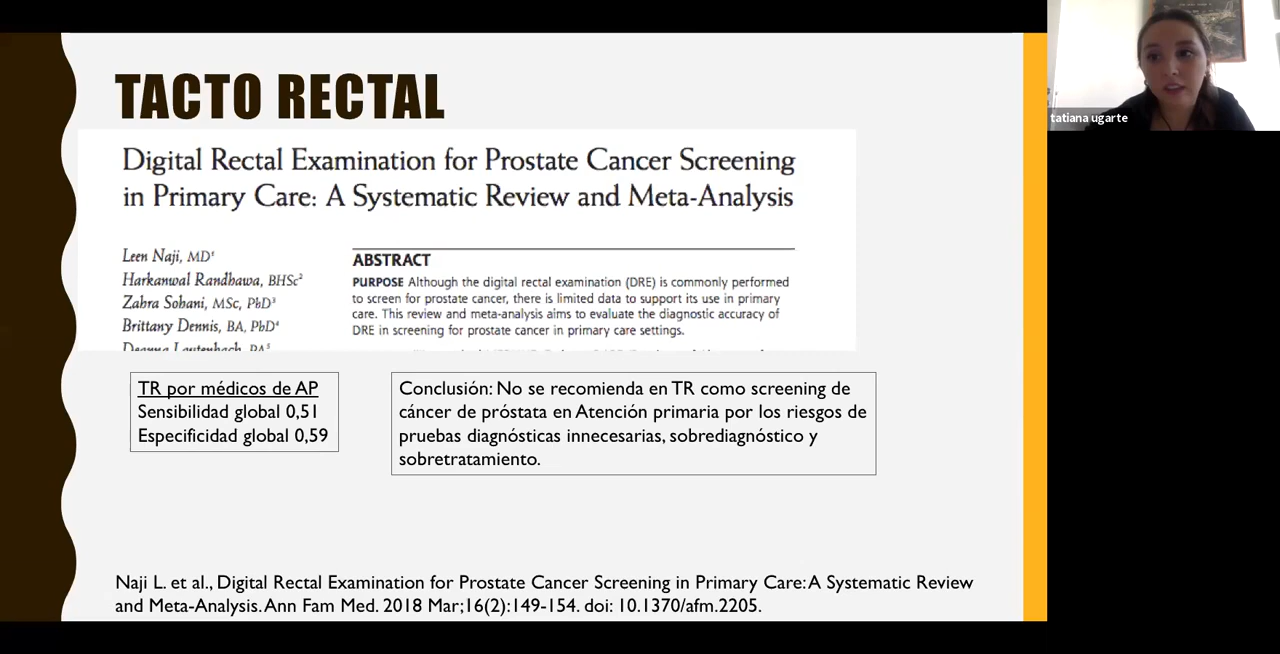 TACTO RECTAL
Digital Rectal Examination for Prostate Cancer Screening
in Primary Care: A Systematic Review and Meta-Analysis
Leen Naji, MD¹
Harkanwal Randhawa, BHSc²
Zahra Sohani, MSc, PhD³
Brittany Dennis, BA, PhD⁴
Deanna Lautenbach, BA⁵
ABSTRACT
PURPOSE Although the digital rectal examination (DRE) is commonly performed
to screen for prostate cancer, there is limited data to support its use in primary
care. This review and meta-analysis aims to evaluate the diagnostic accuracy of
DRE in screening for prostate cancer in primary care settings.
TR por médicos de AP
Sensibilidad global 0,51
Especificidad global 0,59
Conclusión: No se recomienda en TR como screening de
cáncer de próstata en Atención primaria por los riesgos de
pruebas diagnósticas innecesarias, sobrediagnóstico y
sobretratamiento.
Naji L. et al., Digital Rectal Examination for Prostate Cancer Screening in Primary Care: A Systematic Review
and Meta-Analysis. Ann Fam Med. 2018 Mar;16(2):149-154. doi: 10.1370/afm.2205.
tatiana ugarte